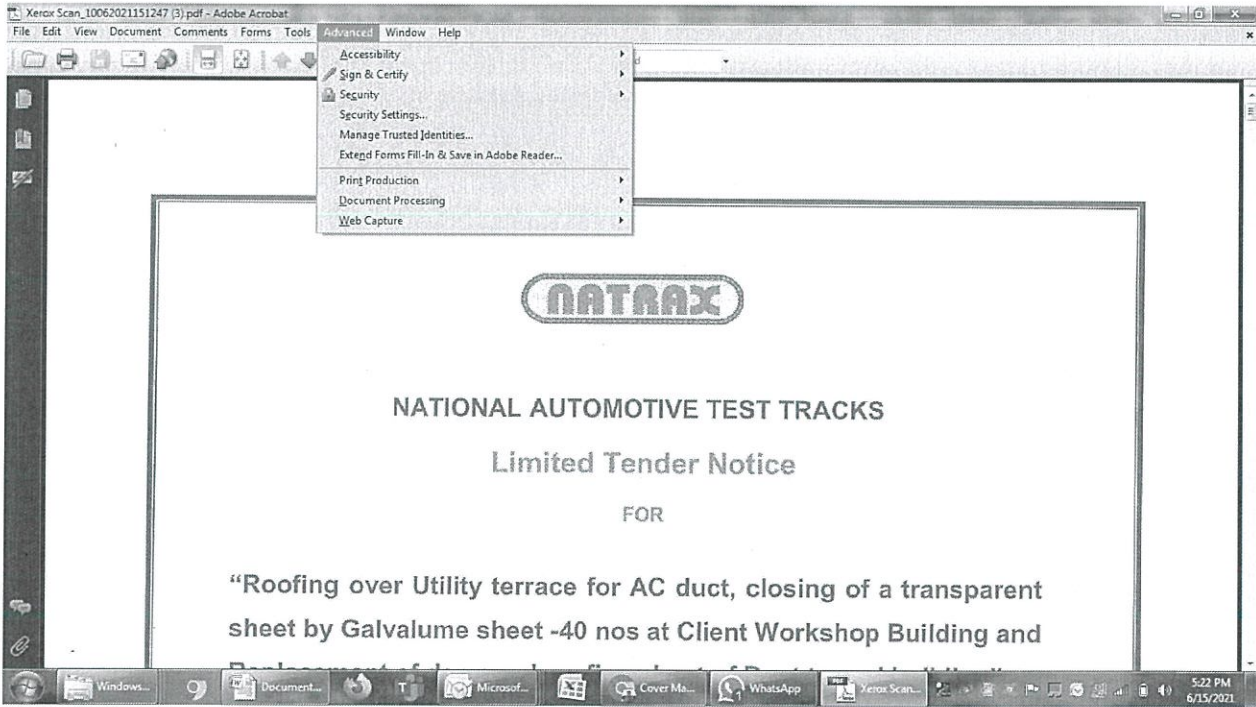 Xerox Scan_10062021151247 (3).pdf - Adobe Acrobat
File Edit View Document Comments Forms Tools Advanced Window Help
Accessibility
Sign & Certify
Security
Security Settings...
Manage Trusted Identities...
Extend Forms Fill-In & Save in Adobe Reader...
Print Production
Document Processing
Web Capture
NATRAX
NATIONAL AUTOMOTIVE TEST TRACKS
Limited Tender Notice
FOR
“Roofing over Utility terrace for AC duct, closing of a transparent
sheet by Galvalume sheet -40 nos at Client Workshop Building and
Windows... Document... Microsof... Cover Ma... WhatsApp Xerox Scan... 5:22 PM
6/15/2021